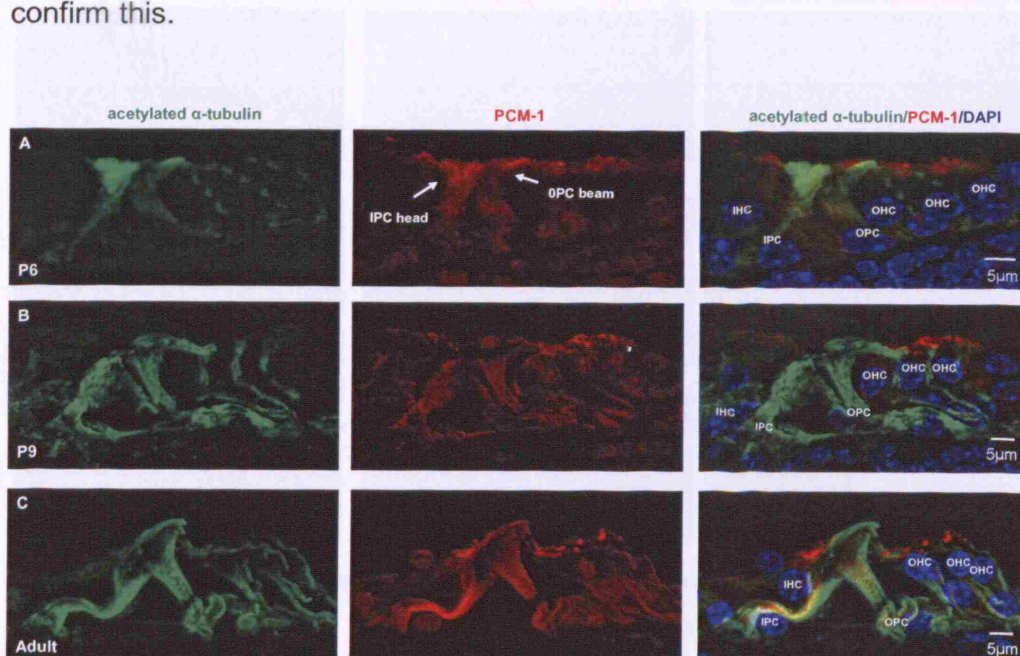 confirm this.
acetylated α-tubulin PCM-1 acetylated α-tubulin/PCM-1/DAPI
A
IPC head
0PC beam
OHC
OHC
IHC OHC
IPC OPC
P6 5μm
B
OHC OHC OHC
IHC OPC
IPC
P9 5μm
C
OHC OHC OHC
IHC
IPC OPC
Adult 5μm